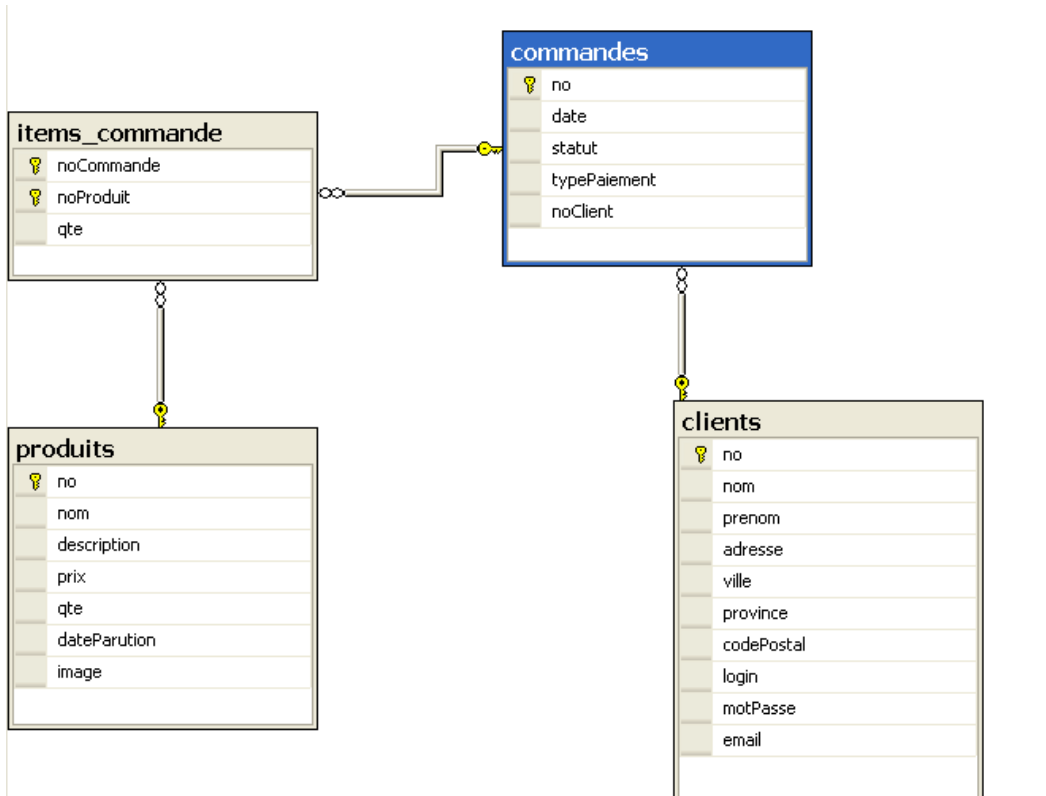 commandes
no
date
statut
typePaiement
noClient
items_commande
noCommande
noProduit
qte
produits
no
nom
description
prix
qte
dateParution
image
clients
no
nom
prenom
adresse
ville
province
codePostal
login
motPasse
email